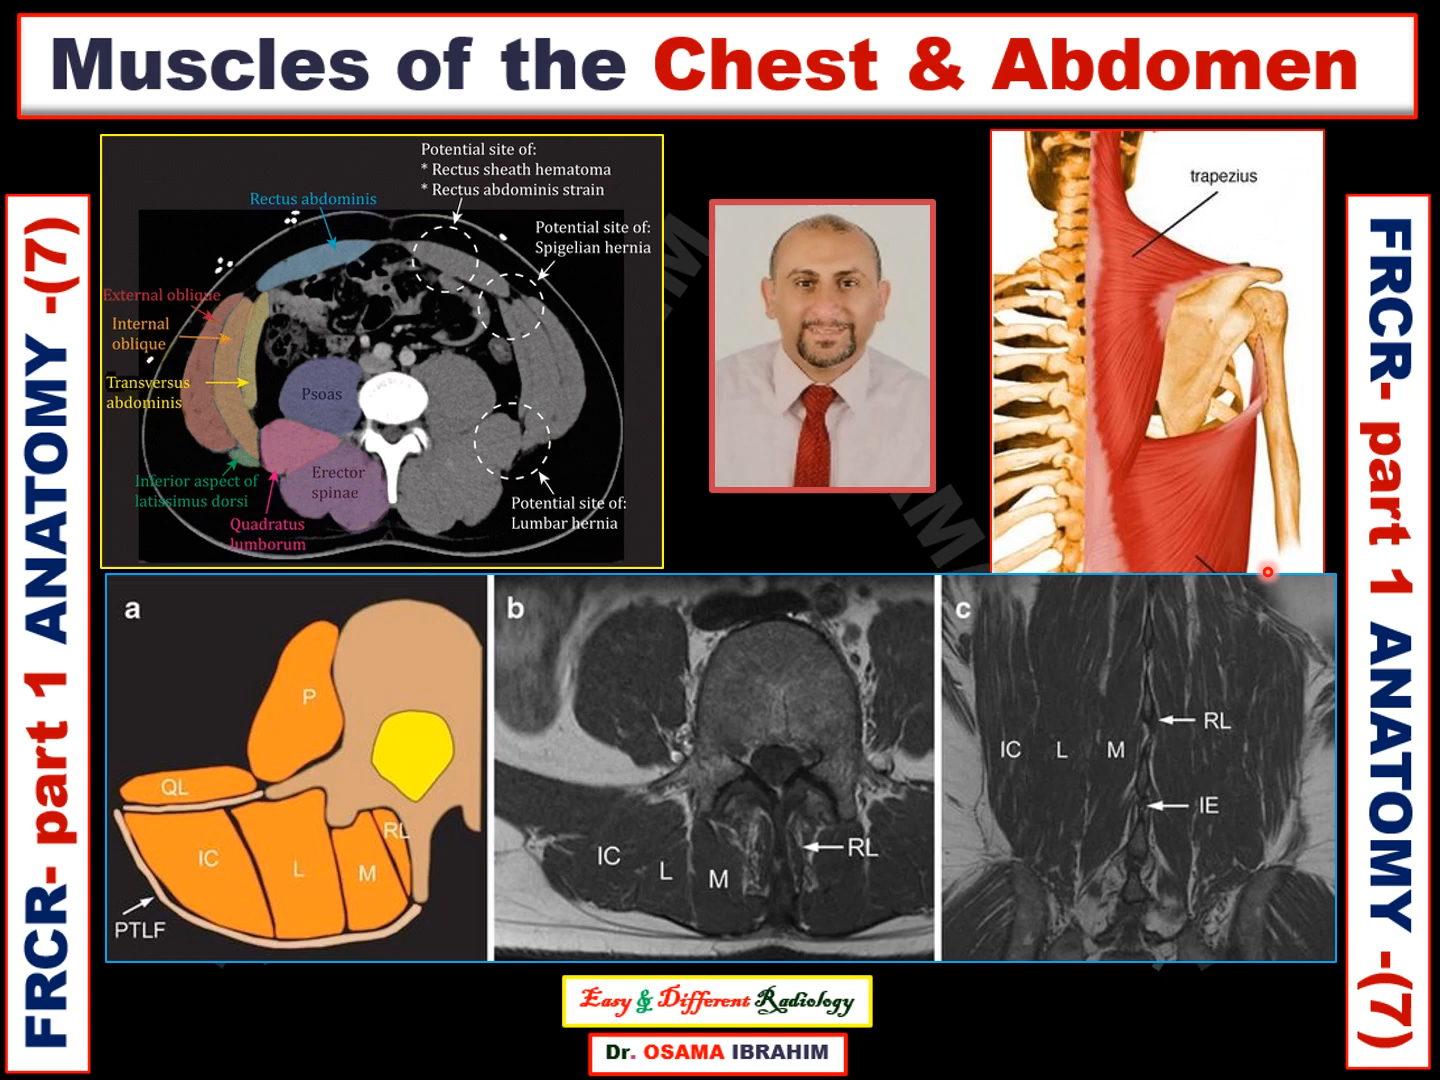 Muscles of the Chest & Abdomen
FRCR- part 1 ANATOMY -(7)
Potential site of:
* Rectus sheath hematoma
* Rectus abdominis strain
Rectus abdominis
Potential site of:
Spigelian hernia
External oblique
Internal
oblique
Transversus
abdominis
Psoas
Erector
spinae
Inferior aspect of
latissimus dorsi
Quadratus
lumborum
Potential site of:
Lumbar hernia
trapezius
FRCR- part 1 ANATOMY -(7)
a
P
QL
IC
L
M
RL
PTLF
b
IC
L
M
RL
c
IC
L
M
RL
IE
Easy & Different Radiology
Dr. OSAMA IBRAHIM